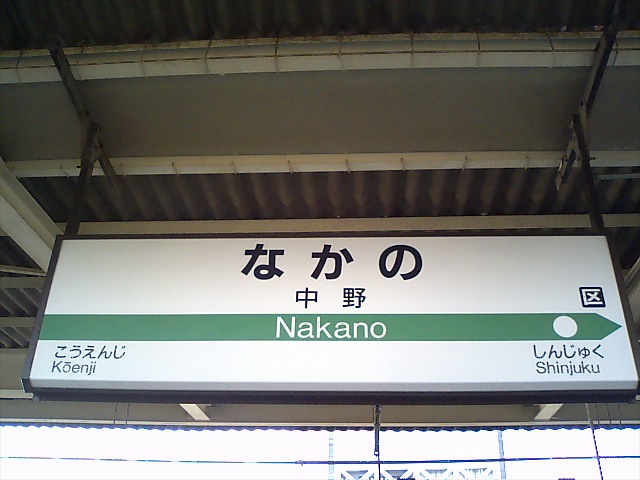 なかの
中野
区
Nakano
こうえんじ しんじゅく
Kōenji Shinjuku